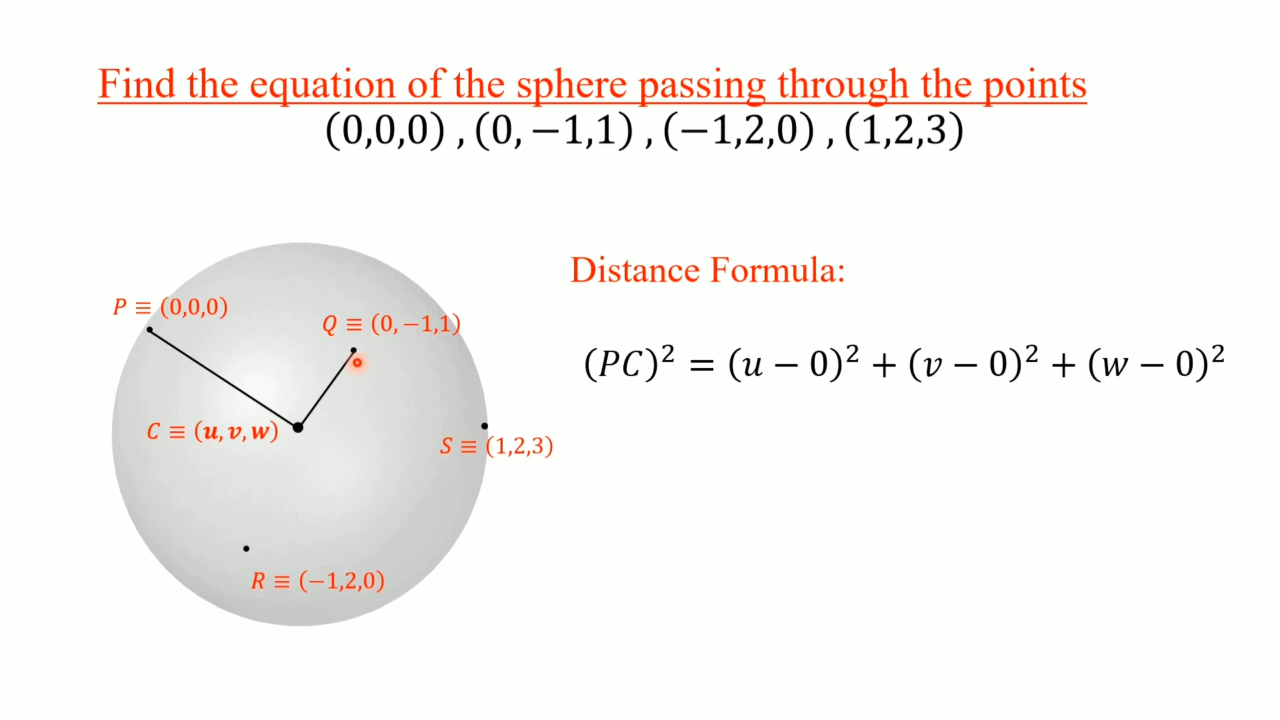 Find the equation of the sphere passing through the points
(0,0,0) , (0, −1,1) , (−1,2,0) , (1,2,3)
Distance Formula:
P ≡ (0,0,0)
Q ≡ (0, −1,1)
(PC)² = (u − 0)² + (v − 0)² + (w − 0)²
C ≡ (u, v, w)
S ≡ (1,2,3)
R ≡ (−1,2,0)